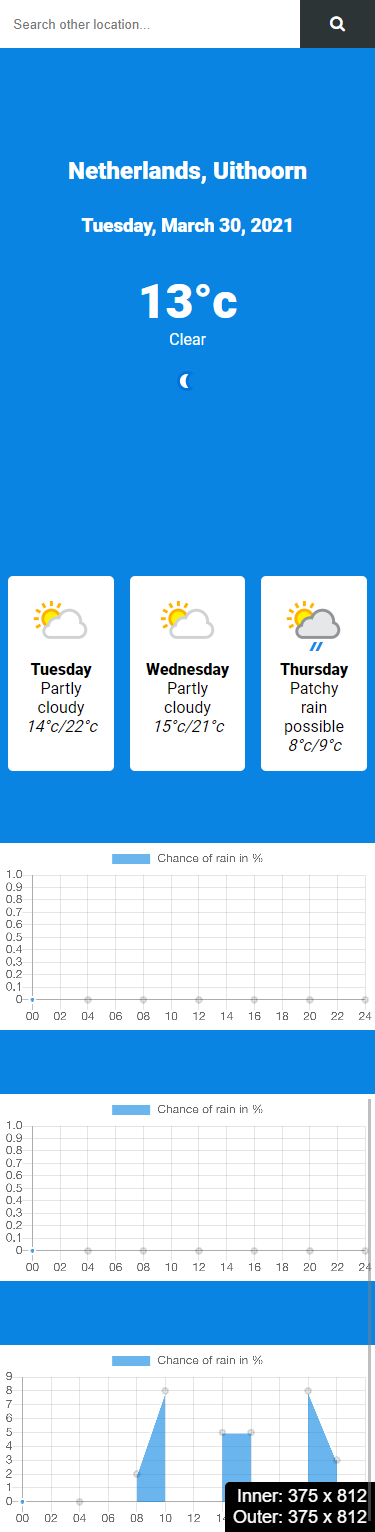 Search other location...
Netherlands, Uithoorn
Tuesday, March 30, 2021
13°c
Clear
Tuesday
Partly
cloudy
14°c/22°c
Wednesday
Partly
cloudy
15°c/21°c
Thursday
Patchy
rain
possible
8°c/9°c
Chance of rain in %
1.0
0.9
0.8
0.7
0.6
0.5
0.4
0.3
0.2
0.1
0
00 02 04 06 08 10 12 14 16 18 20 22 24
Chance of rain in %
1.0
0.9
0.8
0.7
0.6
0.5
0.4
0.3
0.2
0.1
0
00 02 04 06 08 10 12 14 16 18 20 22 24
Chance of rain in %
9
8
7
6
5
4
3
2
1
0
00 02 04 06 08 10 12 14
Inner: 375 x 812
Outer: 375 x 812